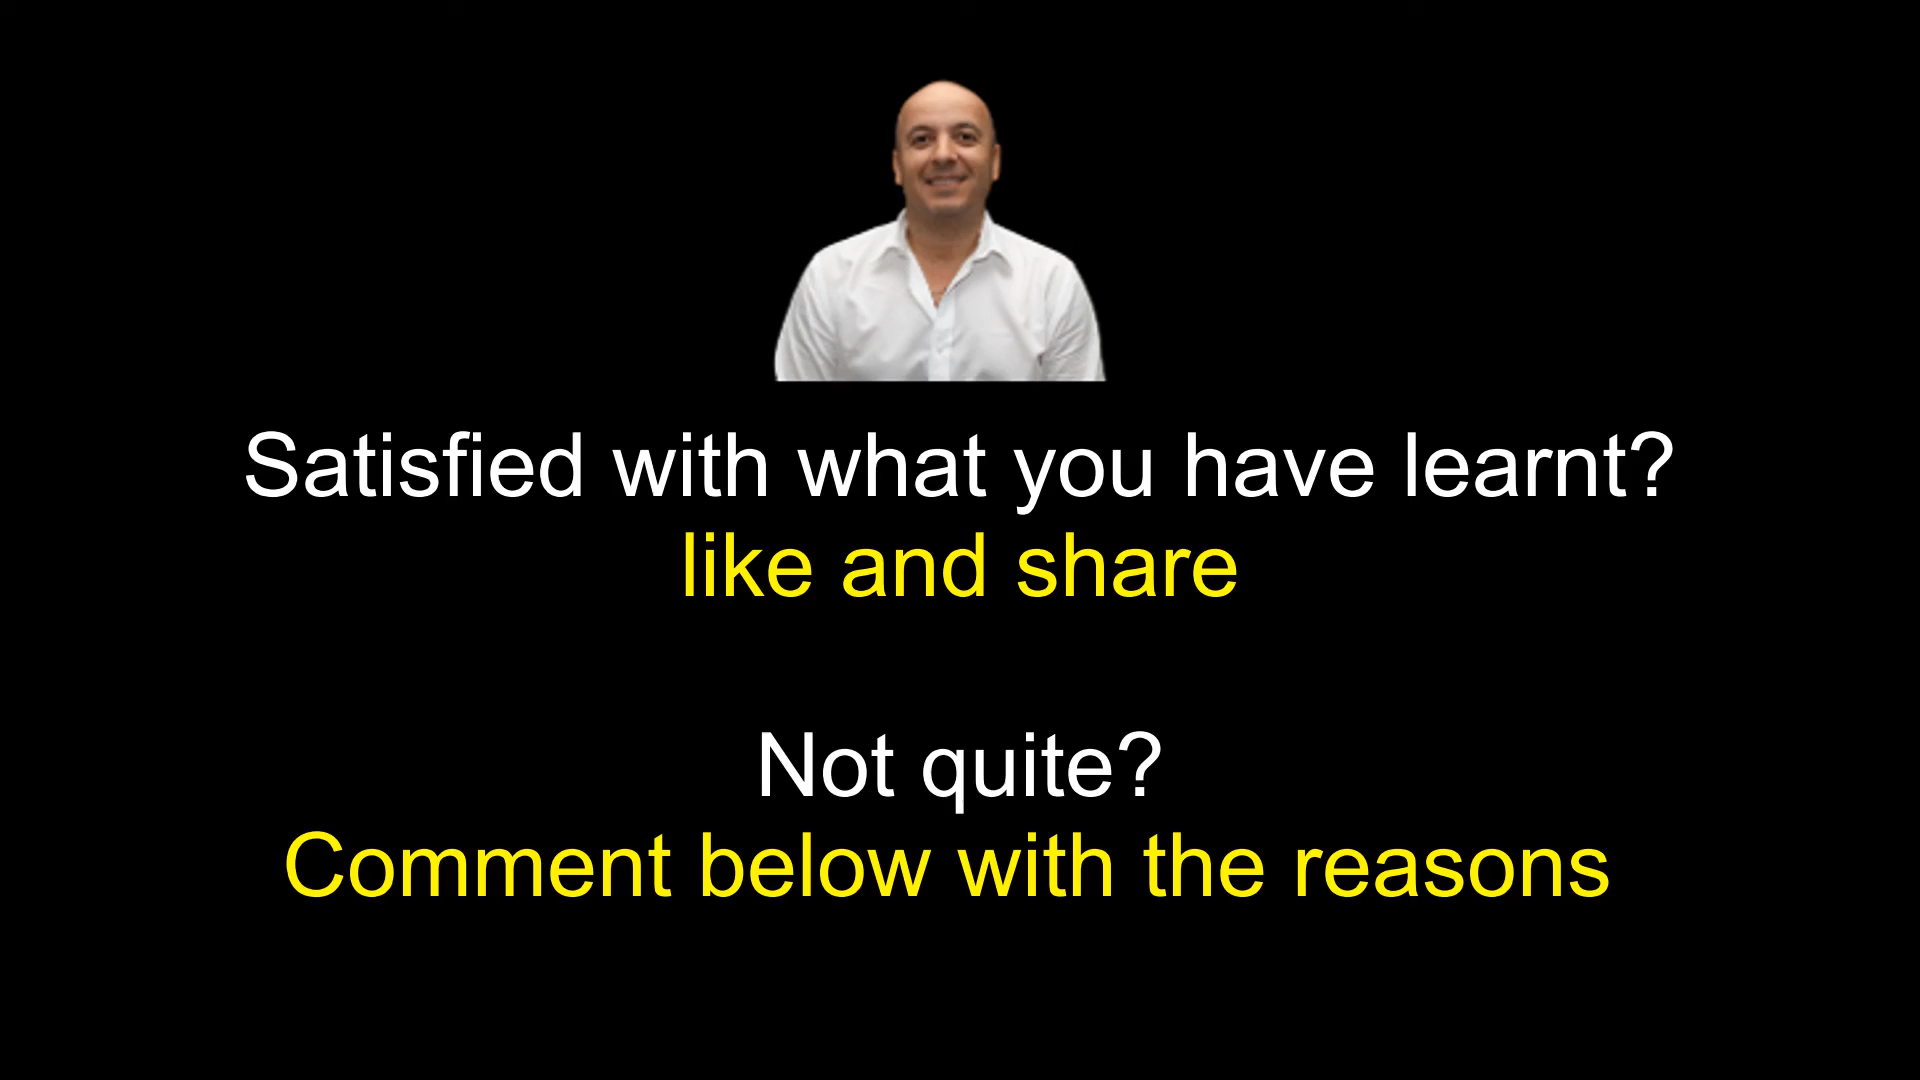 Satisfied with what you have learnt?
like and share
Not quite?
Comment below with the reasons